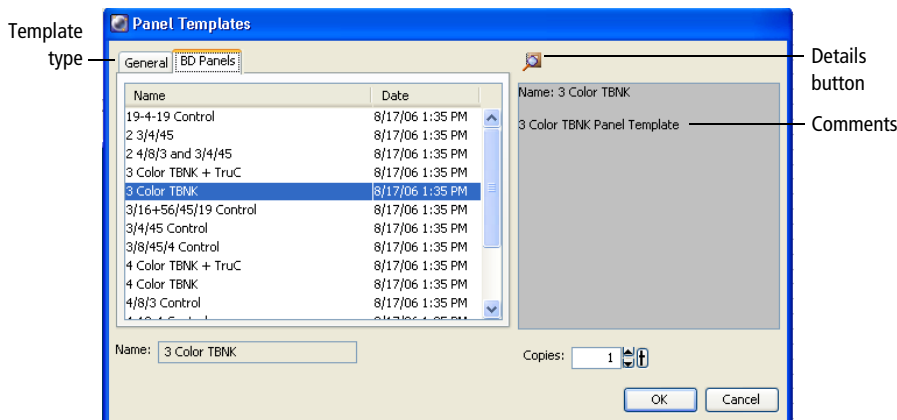 Panel Templates
Template
type
General
BD Panels
Details
button
Name
Date
19-4-19 Control 8/17/06 1:35 PM
2 3/4/45 8/17/06 1:35 PM
2 4/8/3 and 3/4/45 8/17/06 1:35 PM
3 Color TBNK + TruC 8/17/06 1:35 PM
3 Color TBNK 8/17/06 1:35 PM
3/16+56/45/19 Control 8/17/06 1:35 PM
3/4/45 Control 8/17/06 1:35 PM
3/8/45/4 Control 8/17/06 1:35 PM
4 Color TBNK + TruC 8/17/06 1:35 PM
4 Color TBNK 8/17/06 1:35 PM
4/8/3 Control 8/17/06 1:35 PM
Name: 3 Color TBNK
3 Color TBNK Panel Template
Comments
Name: 3 Color TBNK
Copies: 1
OK
Cancel